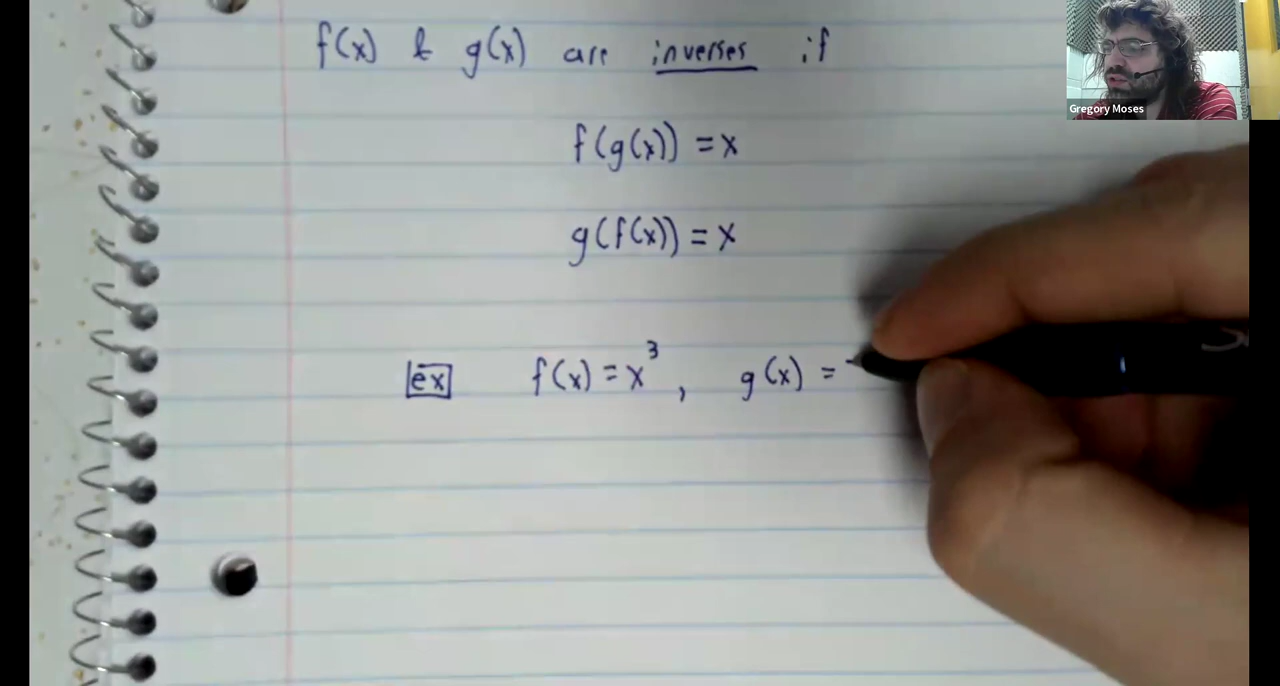 f(x) & g(x) are inverses if
Gregory Moses
f(g(x)) = x
g(f(x)) = x
ex f(x) = x³, g(x) =